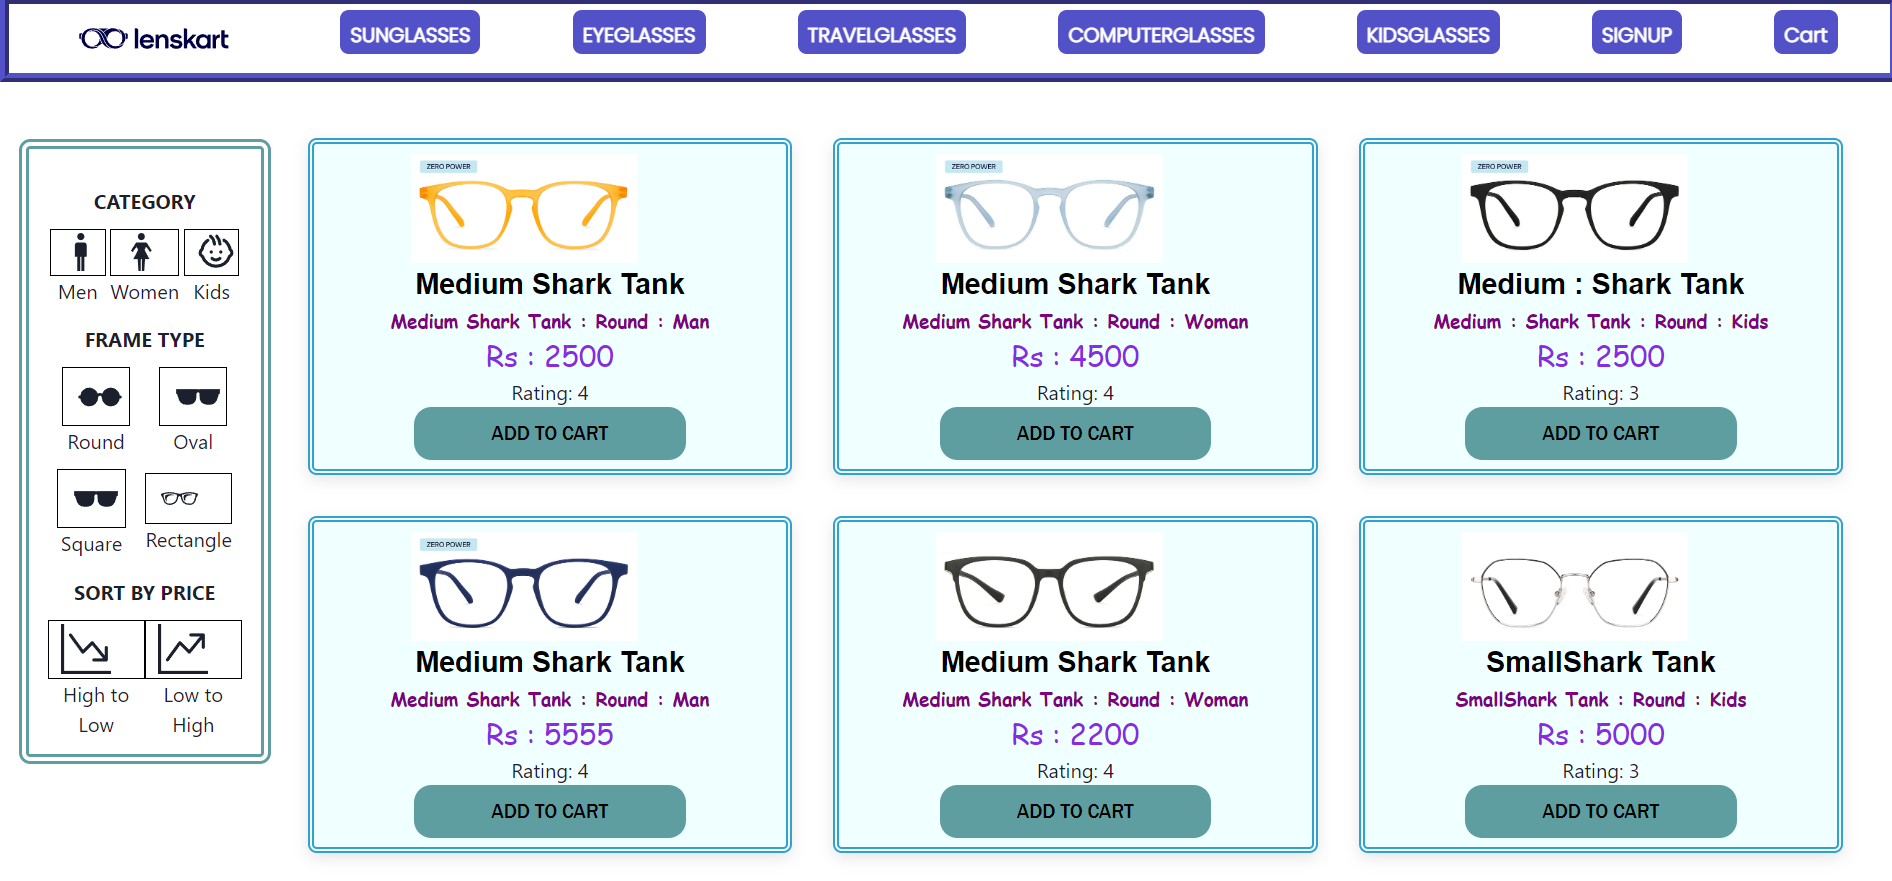 lenskart SUNGLASSES EYEGLASSES TRAVELGLASSES COMPUTERGLASSES KIDSGLASSES SIGNUP Cart
CATEGORY
Men Women Kids
FRAME TYPE
Round Oval
Square Rectangle
SORT BY PRICE
High to Low
Low to High
ZERO POWER
Medium Shark Tank
Medium Shark Tank : Round : Man
Rs : 2500
Rating: 4
ADD TO CART
ZERO POWER
Medium Shark Tank
Medium Shark Tank : Round : Woman
Rs : 4500
Rating: 4
ADD TO CART
ZERO POWER
Medium : Shark Tank
Medium : Shark Tank : Round : Kids
Rs : 2500
Rating: 3
ADD TO CART
ZERO POWER
Medium Shark Tank
Medium Shark Tank : Round : Man
Rs : 5555
Rating: 4
ADD TO CART
Medium Shark Tank
Medium Shark Tank : Round : Woman
Rs : 2200
Rating: 4
ADD TO CART
SmallShark Tank
SmallShark Tank : Round : Kids
Rs : 5000
Rating: 3
ADD TO CART